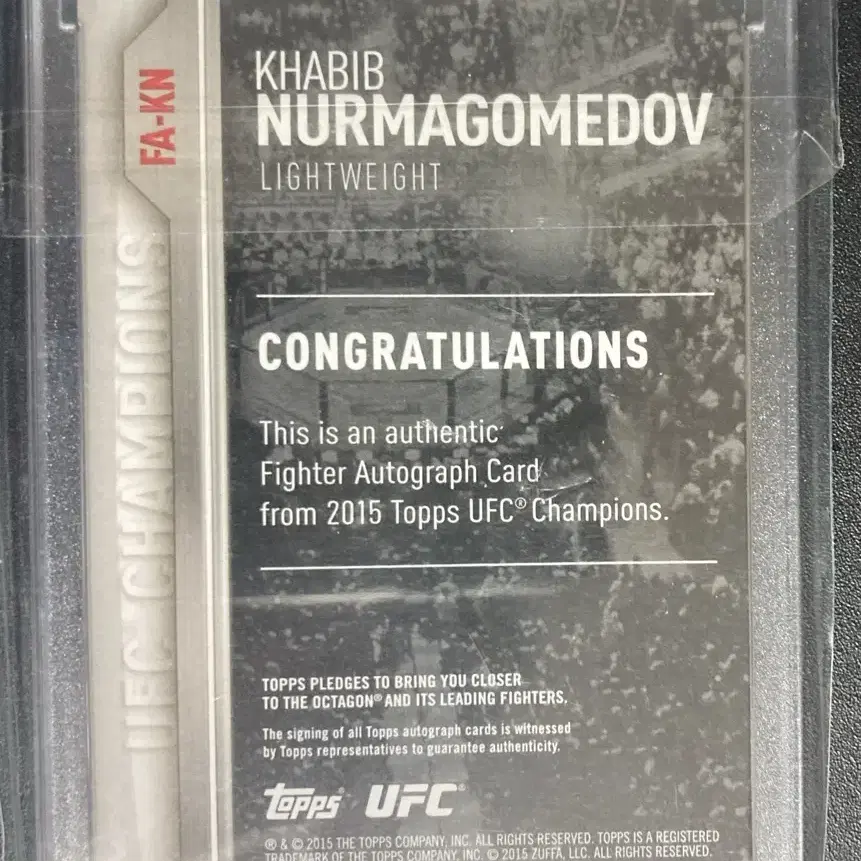 FA-KN
UFC CHAMPIONS
KHABIB
NURMAGOMEDOV
LIGHTWEIGHT
CONGRATULATIONS
This is an authentic
Fighter Autograph Card
from 2015 Topps UFC® Champions.
TOPPS PLEDGES TO BRING YOU CLOSER
TO THE OCTAGON® AND ITS LEADING FIGHTERS.
The signing of all Topps autograph cards is witnessed
by Topps representatives to guarantee authenticity.
topps UFC
® & © 2015 THE TOPPS COMPANY, INC. ALL RIGHTS RESERVED. TOPPS IS A REGISTERED
TRADEMARK OF THE TOPPS COMPANY, INC. © 2015 ZUFFA, LLC. ALL RIGHTS RESERVED.